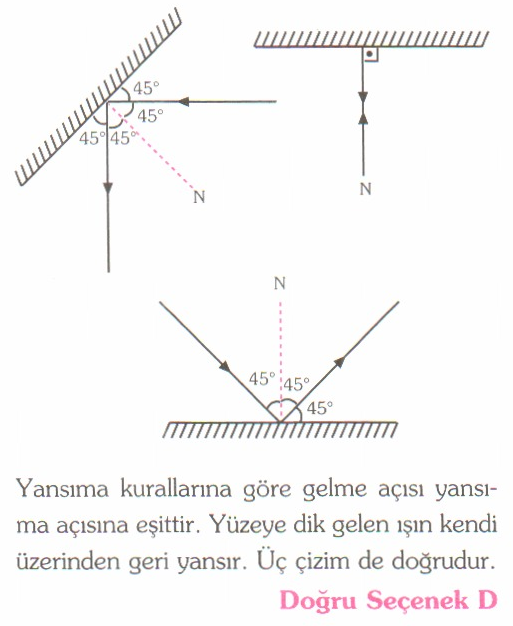 45°
45°
45° 45°
N
N
N
45° 45°
45°
Yansıma kurallarına göre gelme açısı yansı-
ma açısına eşittir. Yüzeye dik gelen ışın kendi
üzerinden geri yansır. Üç çizim de doğrudur.
Doğru Seçenek D